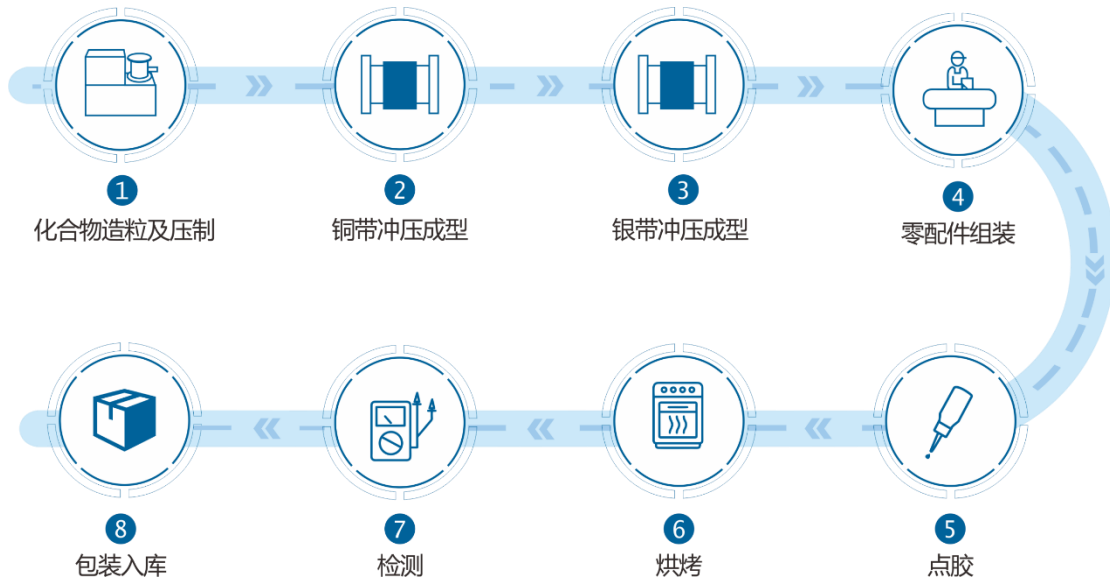 1
化合物造粒及压制
2
铜带冲压成型
3
银带冲压成型
4
零配件组装
5
点胶
6
烘烤
7
检测
8
包装入库